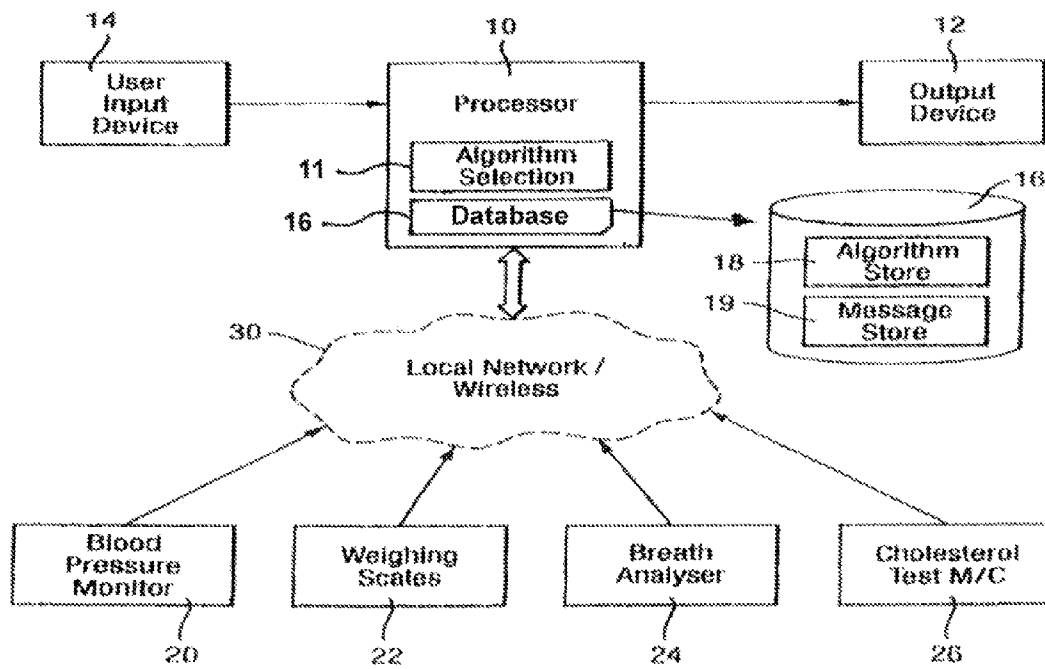 14
10
12
User
Input
Device
Processor
Output
Device
11
Algorithm
Selection
16
Database
16
18
Algorithm
Store
19
Message
Store
30
Local Network /
Wireless
Blood
Pressure
Monitor
Weighing
Scales
Breath
Analyser
Cholesterol
Test M/C
20
22
24
26